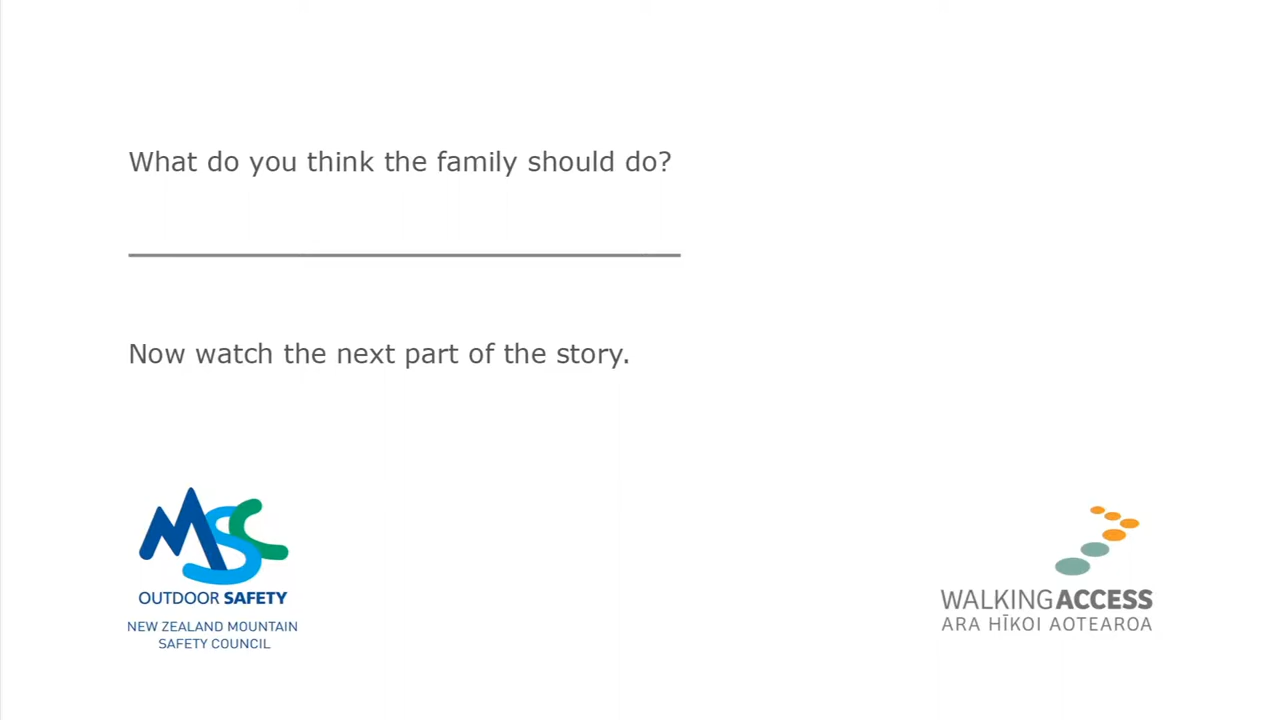 What do you think the family should do?
Now watch the next part of the story.
MSC
OUTDOOR SAFETY
NEW ZEALAND MOUNTAIN
SAFETY COUNCIL
WALKINGACCESS
ARA HĪKOI AOTEAROA